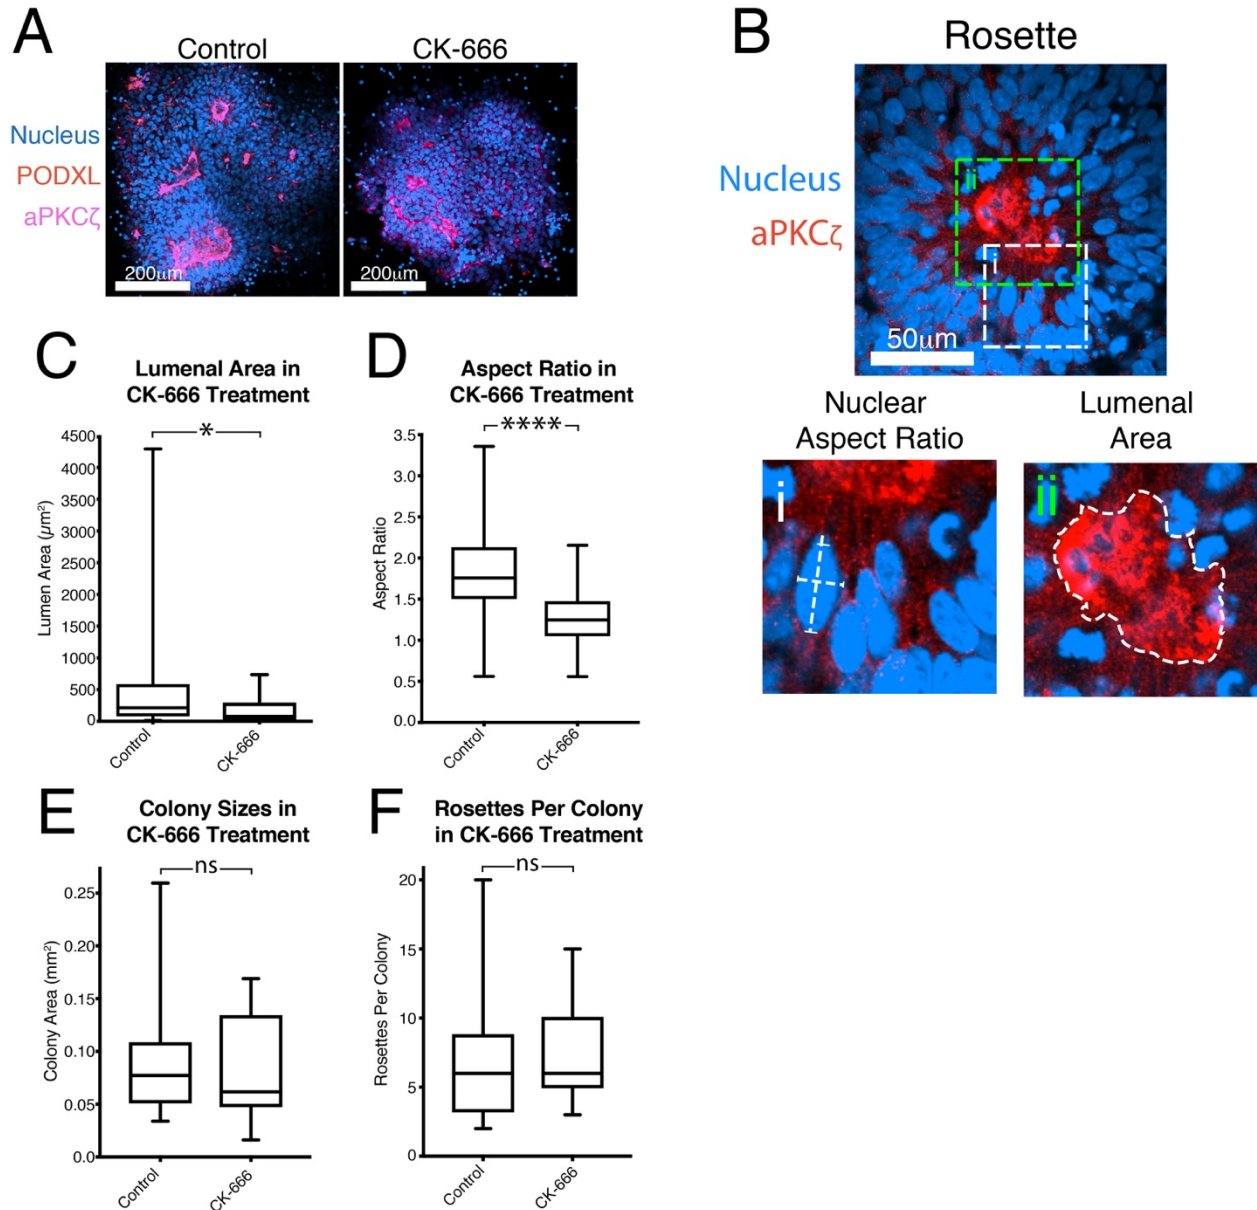 A
Control
CK-666
Nucleus
PODXL
aPKCζ
200µm
200µm
B
Rosette
Nucleus
aPKCζ
ii
i
50µm
Nuclear
Aspect Ratio
Lumenal
Area
i
ii
C
Lumenal Area in
CK-666 Treatment
*
Lumen Area (µm²)
4500
4000
3500
3000
2500
2000
1500
1000
500
0
Control
CK-666
D
Aspect Ratio in
CK-666 Treatment
****
Aspect Ratio
3.5
3.0
2.5
2.0
1.5
1.0
0.5
0.0
Control
CK-666
E
Colony Sizes in
CK-666 Treatment
ns
Colony Area (mm²)
0.25
0.20
0.15
0.10
0.05
0.0
Control
CK-666
F
Rosettes Per Colony
in CK-666 Treatment
ns
Rosettes Per Colony
20
15
10
5
0
Control
CK-666